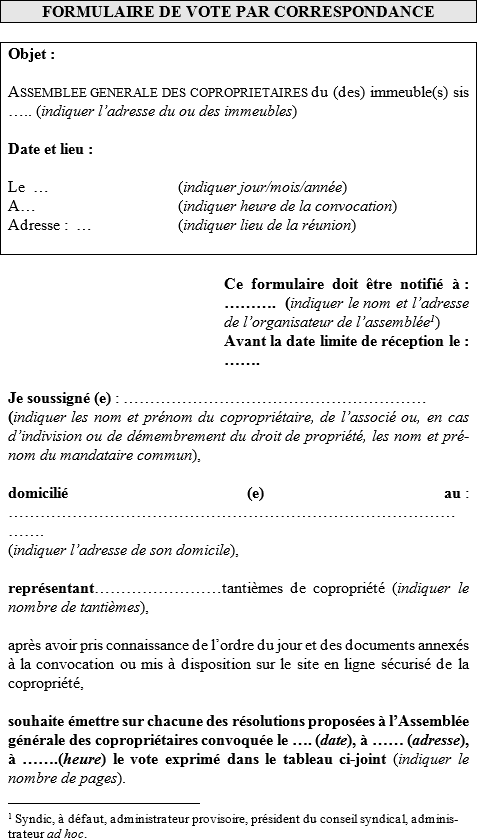 FORMULAIRE DE VOTE PAR CORRESPONDANCE
Objet :
ASSEMBLEE GENERALE DES COPROPRIETAIRES du (des) immeuble(s) sis
….. (indiquer l’adresse du ou des immeubles)
Date et lieu :
Le … (indiquer jour/mois/année)
A… (indiquer heure de la convocation)
Adresse : … (indiquer lieu de la réunion)
Ce formulaire doit être notifié à :
………. (indiquer le nom et l’adresse
de l’organisateur de l’assemblée1)
Avant la date limite de réception le :
…….
Je soussigné (e) : ……………………………………………………
(indiquer les nom et prénom du copropriétaire, de l’associé ou, en cas
d’indivision ou de démembrement du droit de propriété, les nom et pré-
nom du mandataire commun),
domicilié (e) au :
……………………………………………………………………………
…….
(indiquer l’adresse de son domicile),
représentant……………………tantièmes de copropriété (indiquer le
nombre de tantièmes),
après avoir pris connaissance de l’ordre du jour et des documents annexés
à la convocation ou mis à disposition sur le site en ligne sécurisé de la
copropriété,
souhaite émettre sur chacune des résolutions proposées à l’Assemblée
générale des copropriétaires convoquée le …. (date), à …… (adresse),
à …….(heure) le vote exprimé dans le tableau ci-joint (indiquer le
nombre de pages).
1 Syndic, à défaut, administrateur provisoire, président du conseil syndical, adminis-
trateur ad hoc.